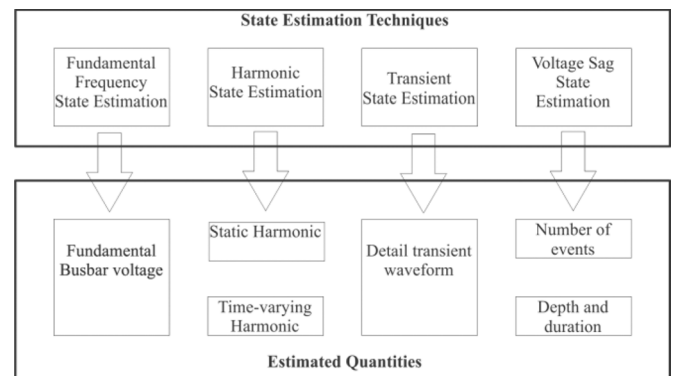 State Estimation Techniques
Fundamental
Frequency
State Estimation
Harmonic
State Estimation
Transient
State Estimation
Voltage Sag
State
Estimation
Fundamental
Busbar voltage
Static Harmonic
Time-varying
Harmonic
Detail transient
waveform
Number of
events
Depth and
duration
Estimated Quantities